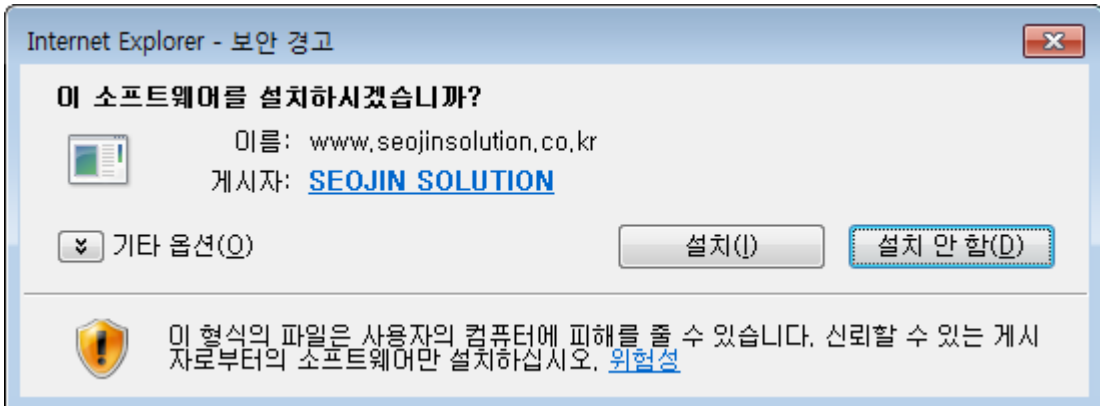 Internet Explorer - 보안 경고
이 소프트웨어를 설치하시겠습니까?
이름: www.seojinsolution.co.kr
게시자: SEOJIN SOLUTION
기타 옵션(O) 설치(I) 설치 안 함(D)
이 형식의 파일은 사용자의 컴퓨터에 피해를 줄 수 있습니다. 신뢰할 수 있는 게시
자로부터의 소프트웨어만 설치하십시오. 위험성